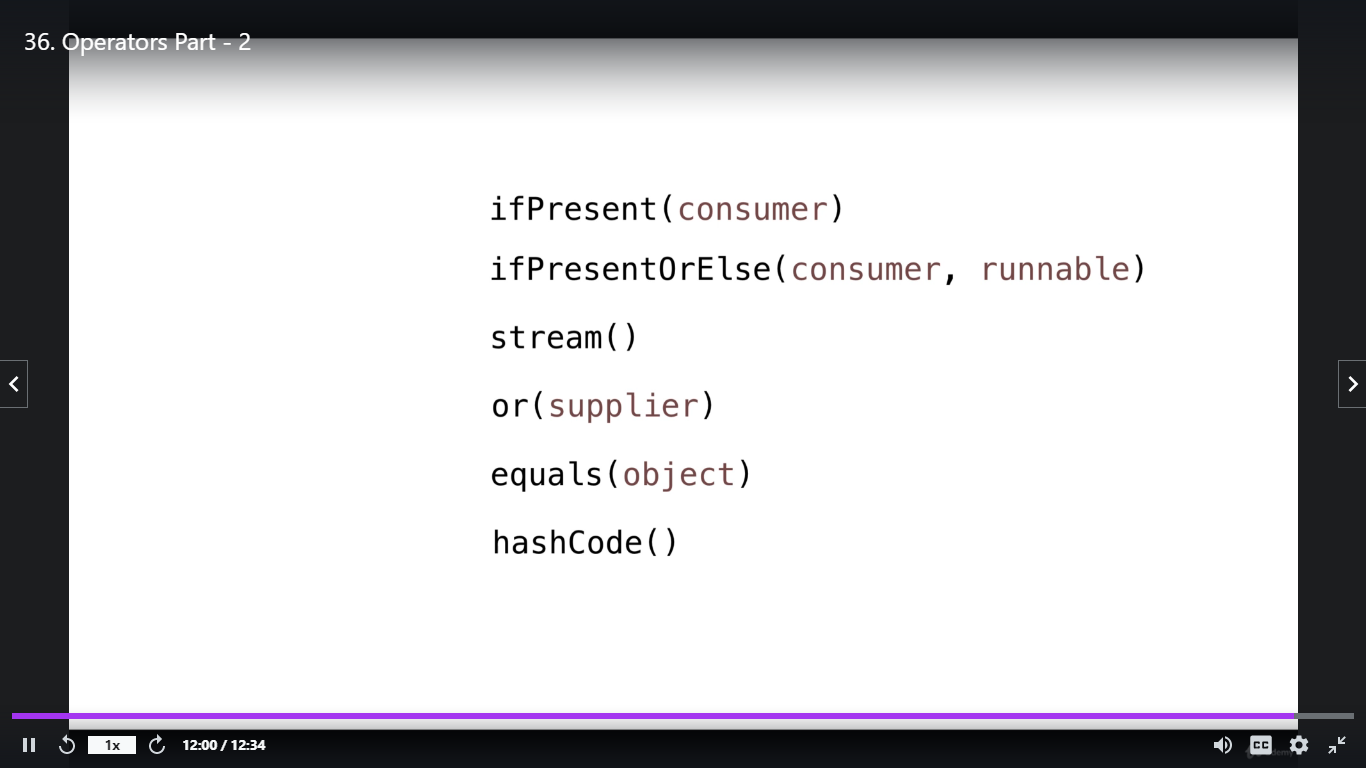 36. Operators Part - 2
ifPresent(consumer)
ifPresentOrElse(consumer, runnable)
stream()
or(supplier)
equals(object)
hashCode()
1x
12:00 / 12:34
CC